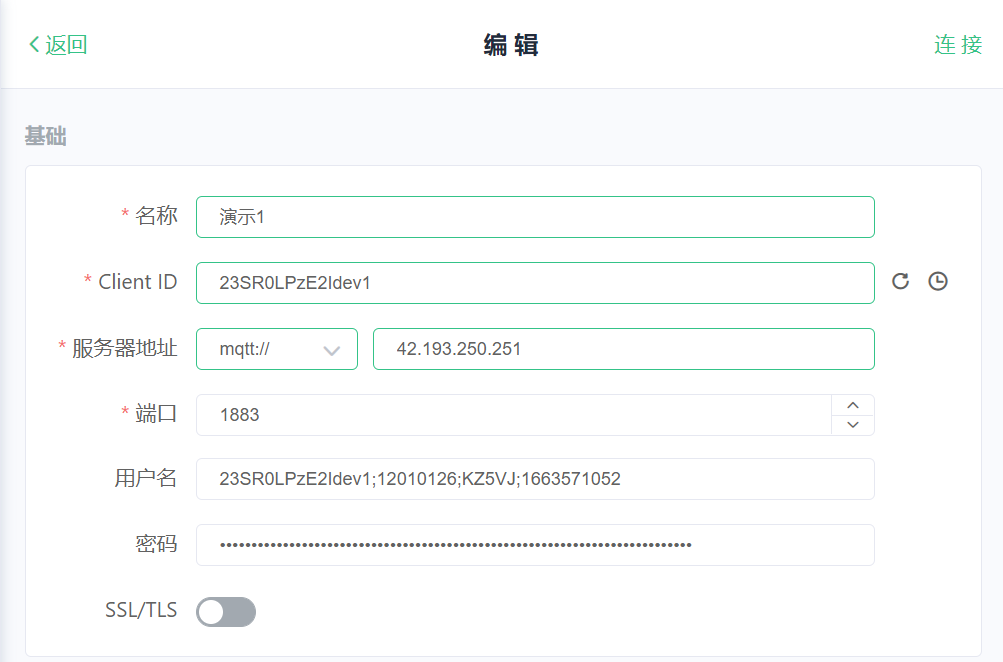 返回
编 辑
连 接
基础
* 名称 演示1
* Client ID 23SR0LPzE2Idev1
* 服务器地址 mqtt:// 42.193.250.251
* 端口 1883
用户名 23SR0LPzE2Idev1;12010126;KZ5VJ;1663571052
密码
SSL/TLS